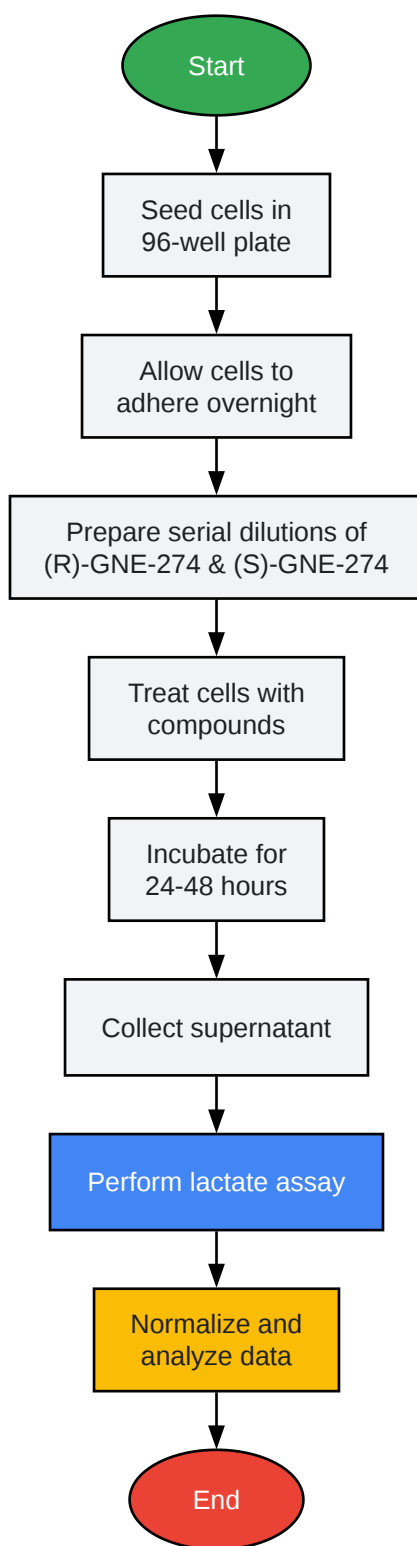 Start
Seed cells in
96-well plate
Allow cells to
adhere overnight
Prepare serial dilutions of
(R)-GNE-274 & (S)-GNE-274
Treat cells with
compounds
Incubate for
24-48 hours
Collect supernatant
Perform lactate assay
Normalize and
analyze data
End